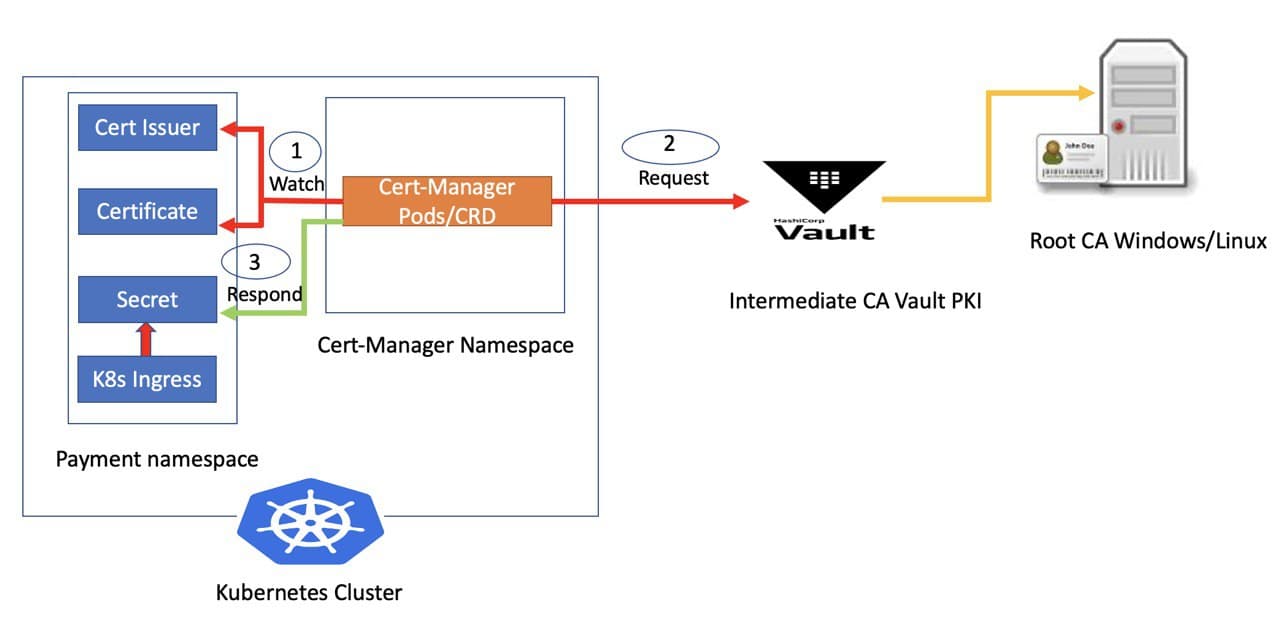 Cert Issuer
1
Watch
Certificate
3
Respond
Secret
K8s Ingress
Payment namespace
Cert-Manager
Pods/CRD
Cert-Manager Namespace
2
Request
HashiCorp
Vault
Intermediate CA Vault PKI
John Doe
Root CA Windows/Linux
Kubernetes Cluster